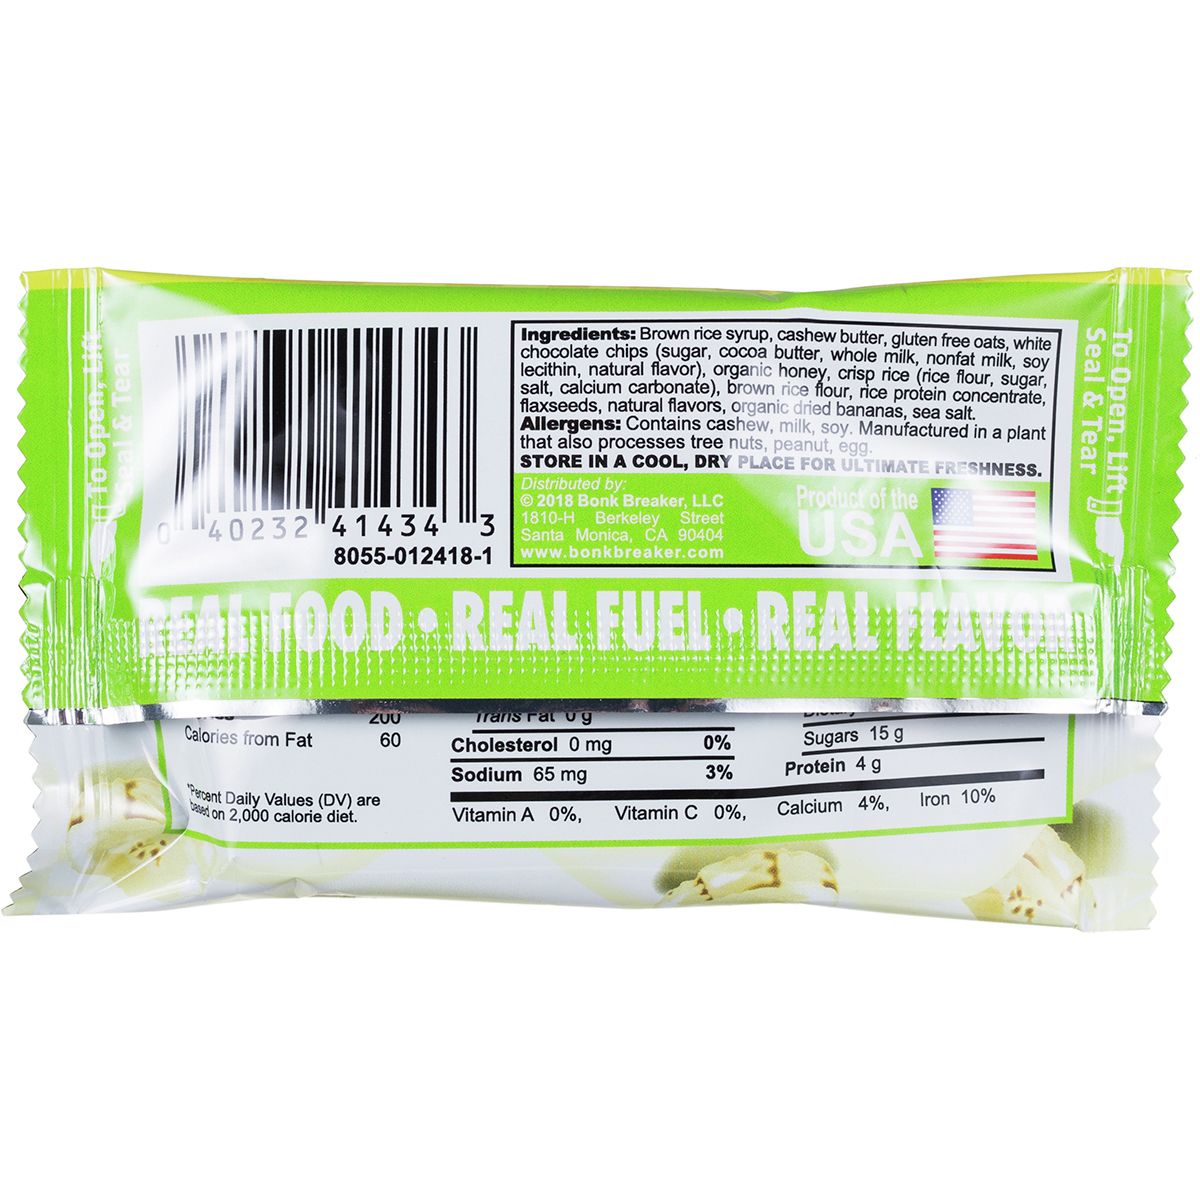 To Open, Lift
Seal & Tear
0 40232 41434 3
8055-012418-1
Ingredients: Brown rice syrup, cashew butter, gluten free oats, white
chocolate chips (sugar, cocoa butter, whole milk, nonfat milk, soy
lecithin, natural flavor), organic honey, crisp rice (rice flour, sugar,
salt, calcium carbonate), brown rice flour, rice protein concentrate,
flaxseeds, natural flavors, organic dried bananas, sea salt.
Allergens: Contains cashew, milk, soy. Manufactured in a plant
that also processes tree nuts, peanut, egg.
STORE IN A COOL, DRY PLACE FOR ULTIMATE FRESHNESS.
Distributed by:
© 2018 Bonk Breaker, LLC
1810-H Berkeley Street
Santa Monica, CA 90404
www.bonkbreaker.com
Product of the
USA
To Open, Lift
Seal & Tear
REAL FOOD • REAL FUEL • REAL FLAVOR
200
Calories from Fat 60
*Percent Daily Values (DV) are
based on 2,000 calorie diet.
Trans Fat 0 g
Cholesterol 0 mg 0%
Sodium 65 mg 3%
Dietary
Sugars 15 g
Protein 4 g
Vitamin A 0%, Vitamin C 0%, Calcium 4%, Iron 10%